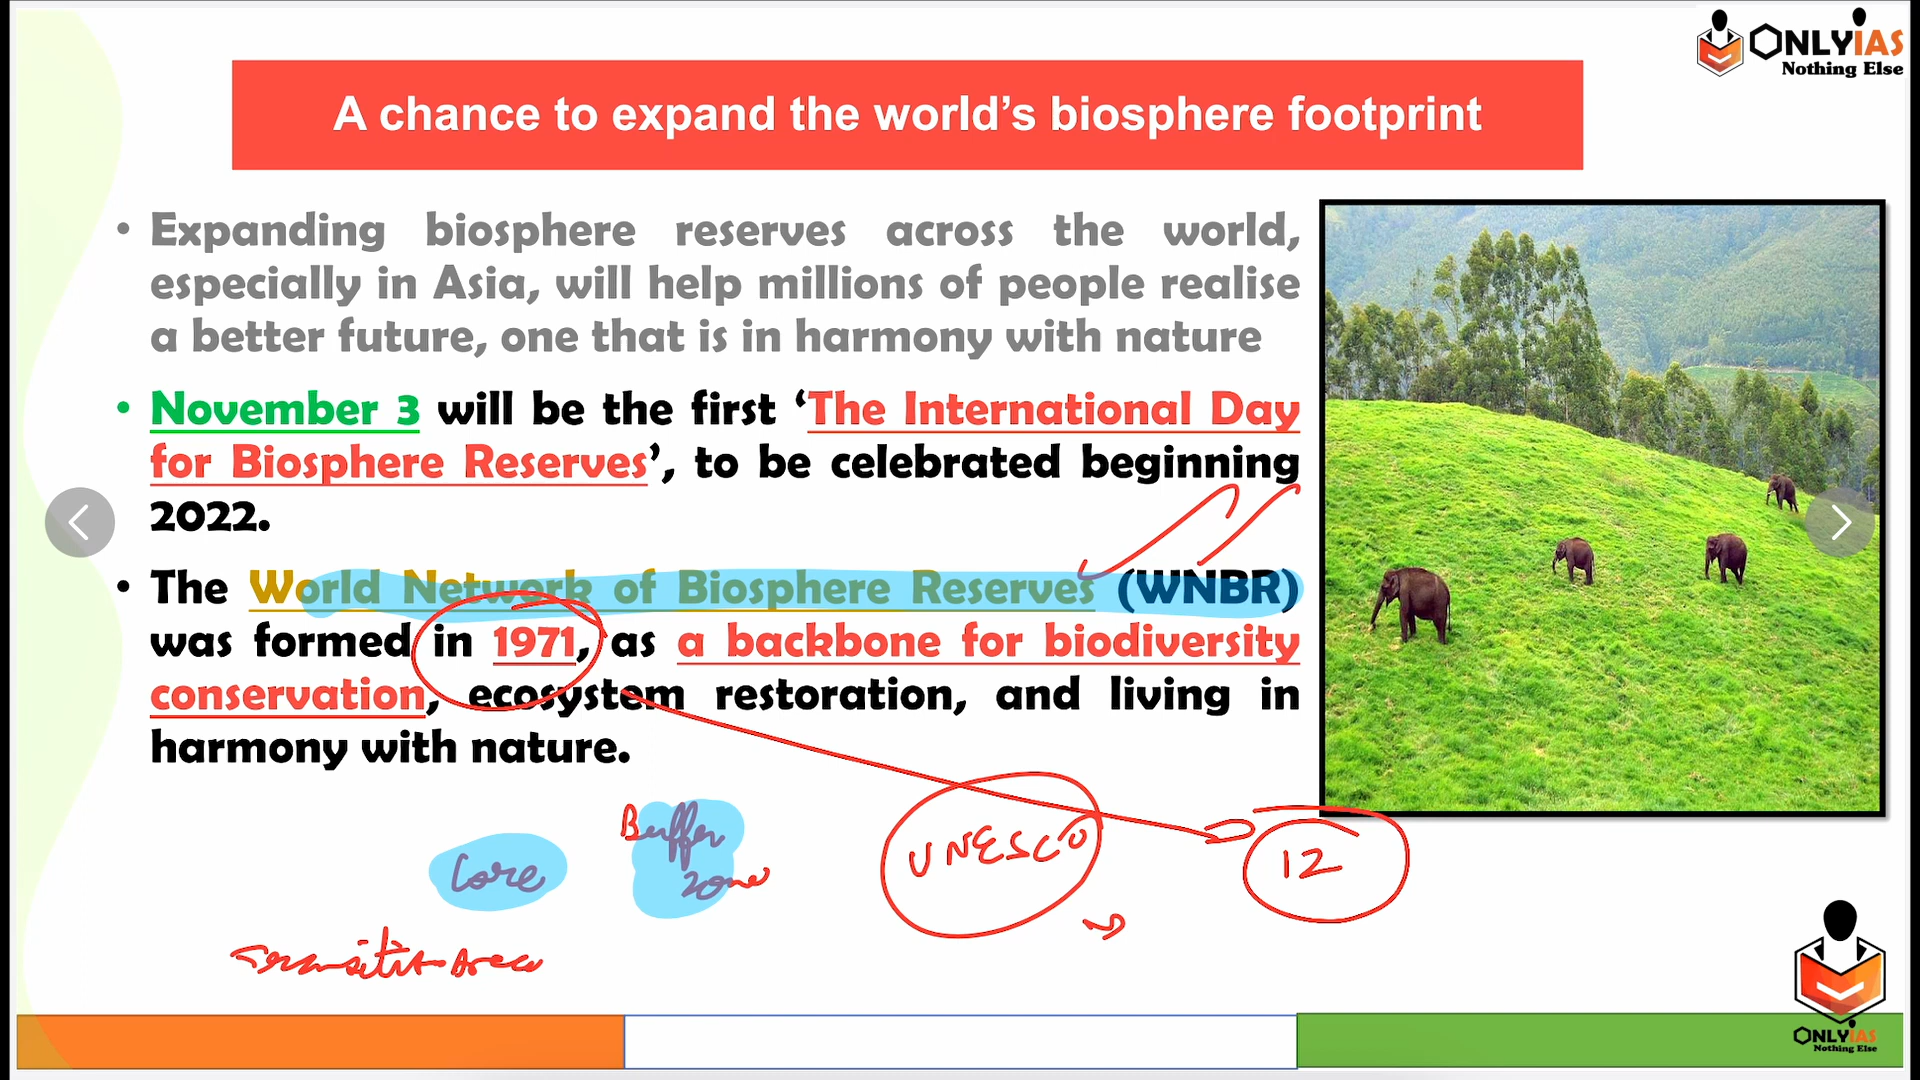 ONLYIAS
Nothing Else
A chance to expand the world's biosphere footprint
• Expanding biosphere reserves across the world,
especially in Asia, will help millions of people realise
a better future, one that is in harmony with nature
• November 3 will be the first ‘The International Day
for Biosphere Reserves’, to be celebrated beginning
2022.
• The World Network of Biosphere Reserves (WNBR)
was formed in 1971, as a backbone for biodiversity
conservation, ecosystem restoration, and living in
harmony with nature.
Core
Buffer
zone
UNESCO
12
Area
ONLYIAS
Nothing Else